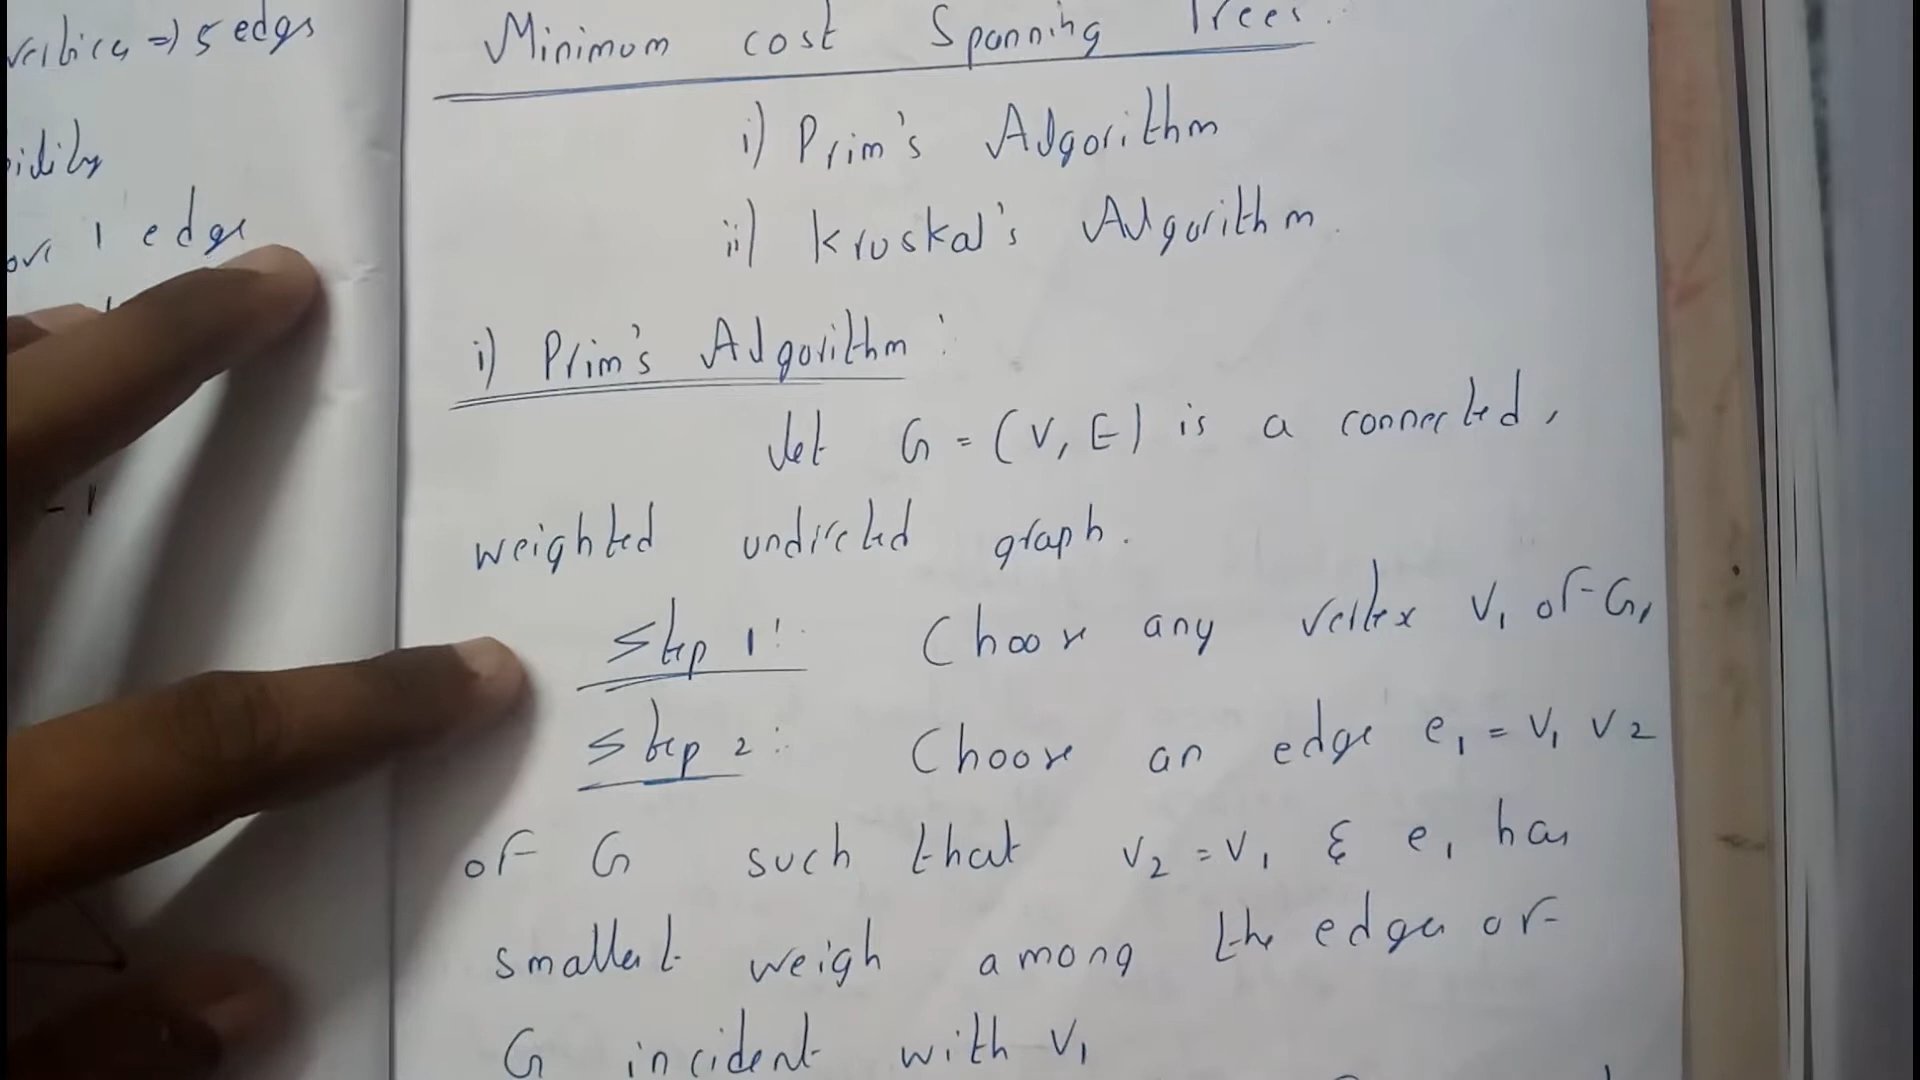 vertices => 5 edgs
1 edge
- 1
Minimum cost Spanning Trees.
i) Prim's Algorithm
ii) Kruskal's Algorithm.
i) Prim's Algorithm :
Let G = (V, E) is a connected,
weighted undirected graph.
Step 1 : Choose any vertex V1 of G,
Step 2 : Choose an edge e1 = V1 V2
of G such that V2 = V1 & e1 has
smallest weigh among the edges of
G incident with V1